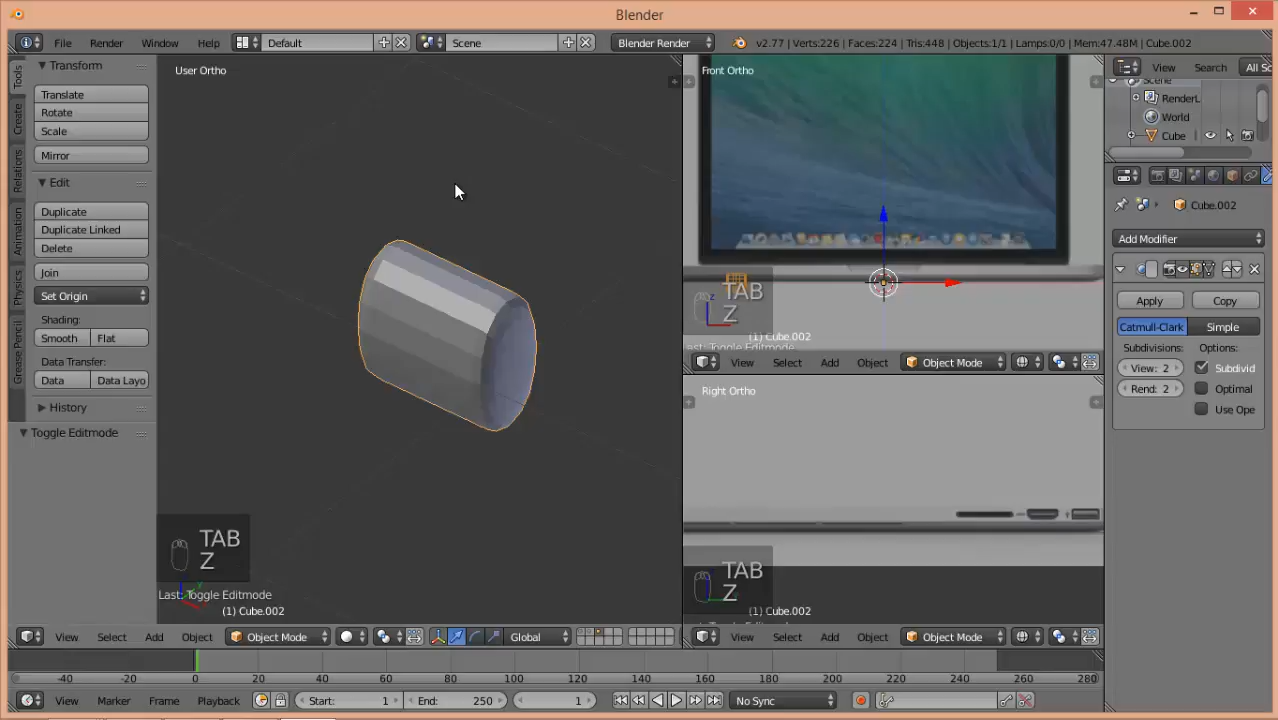 Blender
File Render Window Help Default Scene Blender Render v2.77 | Verts:226 | Faces:224 | Tris:448 | Objects:1/1 | Lamps:0/0 | Mem:47.48M | Cube.002
Tools
Create
Relations
Animation
Physics
Grease Pencil
Transform
Translate
Rotate
Scale
Mirror
Edit
Duplicate
Duplicate Linked
Delete
Join
Set Origin
Shading:
Smooth Flat
Data Transfer:
Data Data Layo
History
Toggle Editmode
User Ortho
TAB
Z
Last: Toggle Editmode
(1) Cube.002
View Select Add Object Object Mode Global
Front Ortho
TAB
Z
(1) Cube.002
Last: Toggle Editmode
View Select Add Object Object Mode
Right Ortho
TAB
Z
(1) Cube.002
View Select Add Object Object Mode
View Search All Sc
Scene
RenderL
World
Cube
Cube.002
Add Modifier
Apply Copy
Catmull-Clark Simple
Subdivisions: Options:
View: 2 Subdivid
Rend: 2 Optimal
Use Ope
-40 -20 0 20 40 60 80 100 120 140 160 180 200 220 240 260 280
View Marker Frame Playback Start: 1 End: 250 1 No Sync